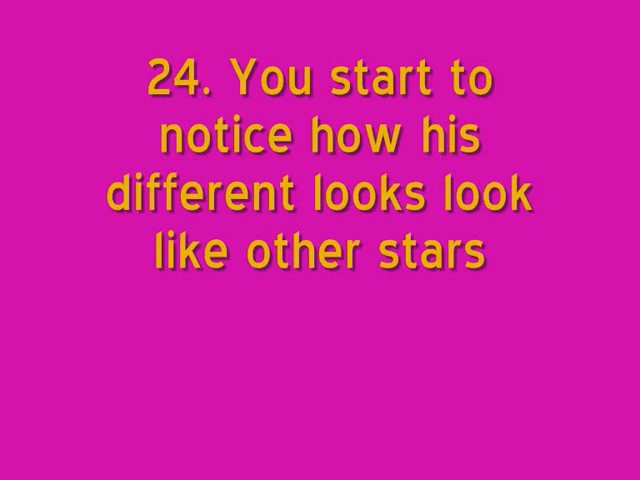 24. You start to
notice how his
different looks look
like other stars